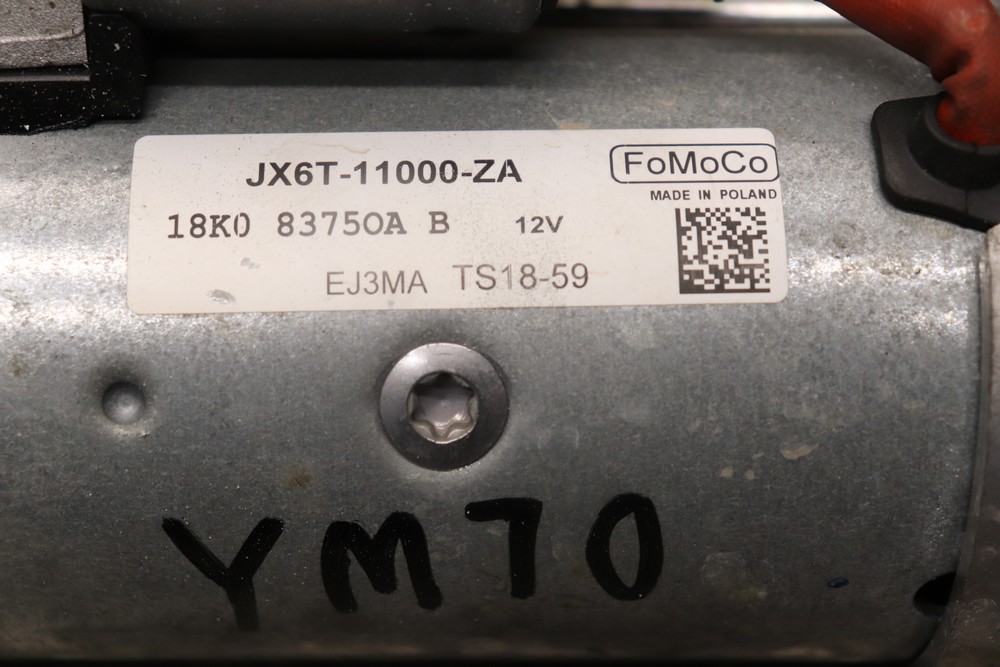 JX6T-11000-ZA
FoMoCo
MADE IN POLAND
18K0 83750A B 12V
EJ3MA TS18-59
YM70